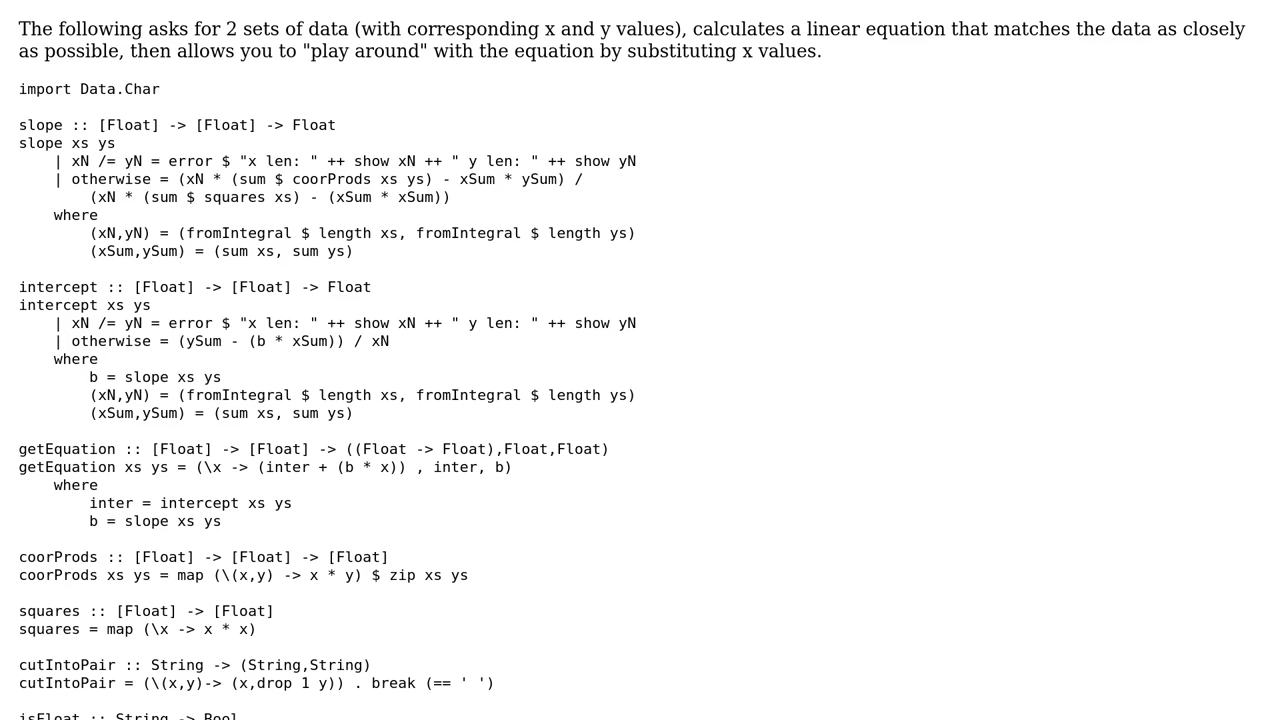 The following asks for 2 sets of data (with corresponding x and y values), calculates a linear equation that matches the data as closely
as possible, then allows you to "play around" with the equation by substituting x values.

import Data.Char

slope :: [Float] -> [Float] -> Float
slope xs ys
    | xN /= yN = error $ "x len: " ++ show xN ++ " y len: " ++ show yN
    | otherwise = (xN * (sum $ coorProds xs ys) - xSum * ySum) /
        (xN * (sum $ squares xs) - (xSum * xSum))
    where
        (xN,yN) = (fromIntegral $ length xs, fromIntegral $ length ys)
        (xSum,ySum) = (sum xs, sum ys)

intercept :: [Float] -> [Float] -> Float
intercept xs ys
    | xN /= yN = error $ "x len: " ++ show xN ++ " y len: " ++ show yN
    | otherwise = (ySum - (b * xSum)) / xN
    where
        b = slope xs ys
        (xN,yN) = (fromIntegral $ length xs, fromIntegral $ length ys)
        (xSum,ySum) = (sum xs, sum ys)

getEquation :: [Float] -> [Float] -> ((Float -> Float),Float,Float)
getEquation xs ys = (\x -> (inter + (b * x)) , inter, b)
    where
        inter = intercept xs ys
        b = slope xs ys

coorProds :: [Float] -> [Float] -> [Float]
coorProds xs ys = map (\(x,y) -> x * y) $ zip xs ys

squares :: [Float] -> [Float]
squares = map (\x -> x * x)

cutIntoPair :: String -> (String,String)
cutIntoPair = (\(x,y)-> (x,drop 1 y)) . break (== ' ')

isFloat :: String -> Bool